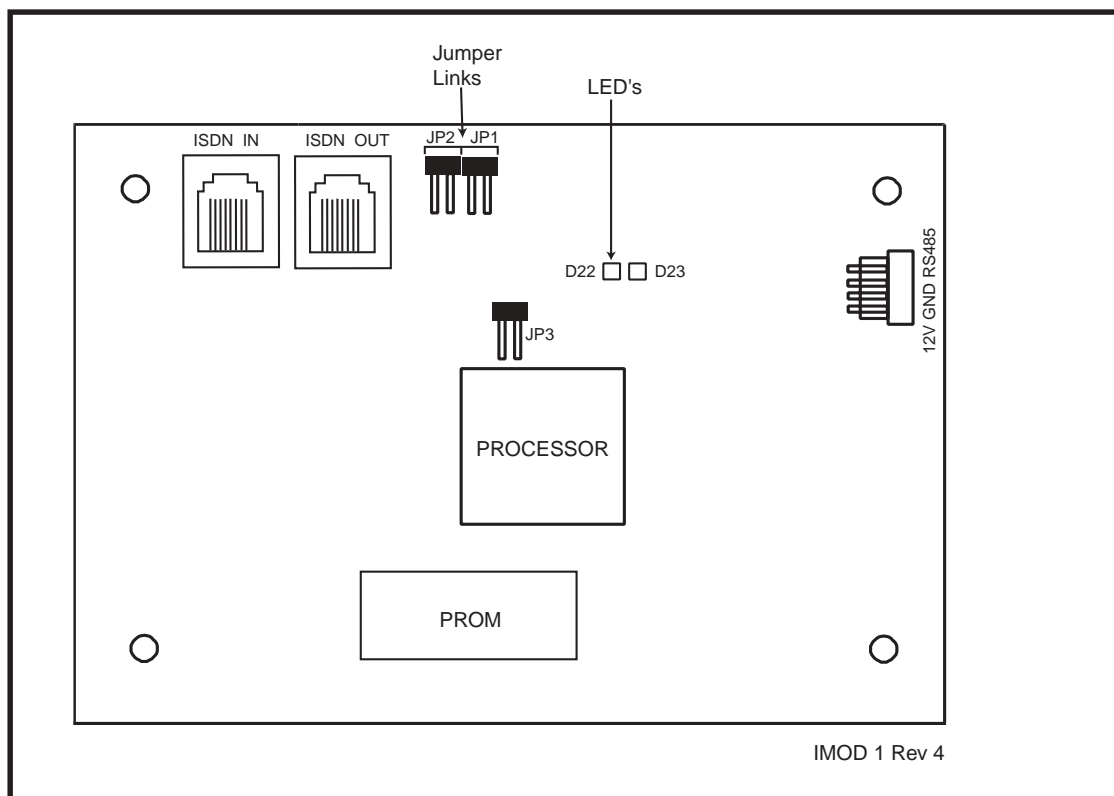 Jumper
Links
LED's
ISDN IN
ISDN OUT
JP2
JP1
D22
D23
12V GND RS485
JP3
PROCESSOR
PROM
IMOD 1 Rev 4